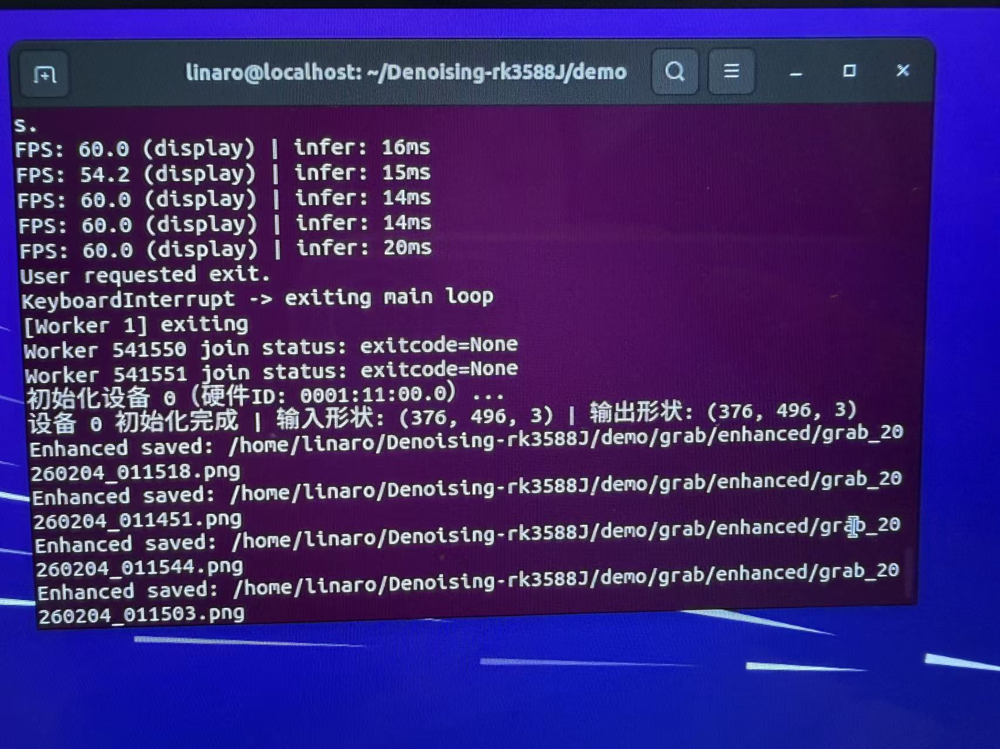 linaro@localhost: ~/Denoising-rk3588J/demo
s.
FPS: 60.0 (display) | infer: 16ms
FPS: 54.2 (display) | infer: 15ms
FPS: 60.0 (display) | infer: 14ms
FPS: 60.0 (display) | infer: 14ms
FPS: 60.0 (display) | infer: 20ms
User requested exit.
KeyboardInterrupt -> exiting main loop
[Worker 1] exiting
Worker 541550 join status: exitcode=None
Worker 541551 join status: exitcode=None
初始化设备 0（硬件ID: 0001:11:00.0）...
设备 0 初始化完成 | 输入形状: (376, 496, 3) | 输出形状: (376, 496, 3)
Enhanced saved: /home/linaro/Denoising-rk3588J/demo/grab/enhanced/grab_20
260204_011518.png
Enhanced saved: /home/linaro/Denoising-rk3588J/demo/grab/enhanced/grab_20
260204_011451.png
Enhanced saved: /home/linaro/Denoising-rk3588J/demo/grab/enhanced/grab_20
260204_011544.png
Enhanced saved: /home/linaro/Denoising-rk3588J/demo/grab/enhanced/grab_20
260204_011503.png